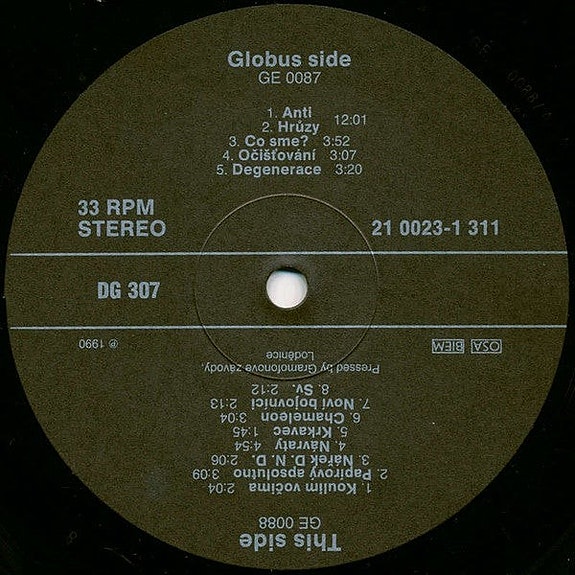 Globus side
GE 0087
1. Anti
2. Hrůzy 12:01
3. Co sme? 3:52
4. Očišťování 3:07
5. Degenerace 3:20
33 RPM
STEREO
21 0023-1 311
DG 307
℗ 1990
BIEM OSA
This side
GE 0088
1. Koulim vočima 2:04
2. Papírový apsolutno 3:09
3. Nářek D. N. D. 2:06
4. Návraty 4:54
5. Krkavec 1:45
6. Chameleon 3:04
7. Noví bojovníci 2:13
8. Sv. 2:12
Pressed by Gramofonové závody,
Loděnice